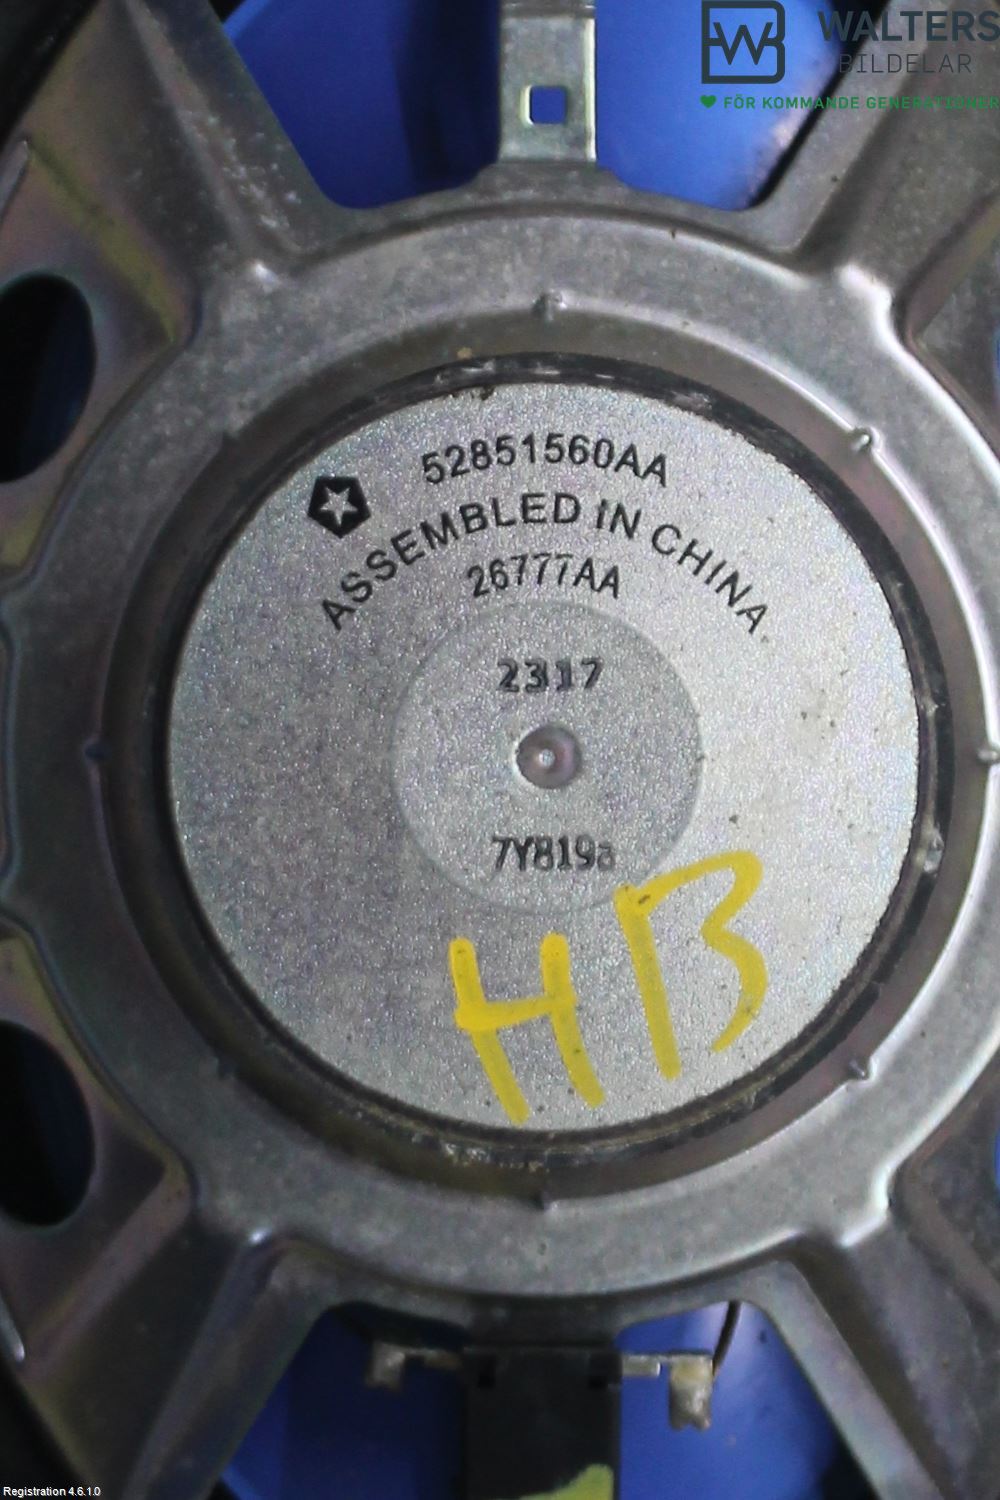 WALTERS
BILDELAR
FÖR KOMMANDE GENERATIONER
52851560AA
ASSEMBLED IN CHINA
26777AA
2317
7Y819a
HB
Registration 4.6.1.0